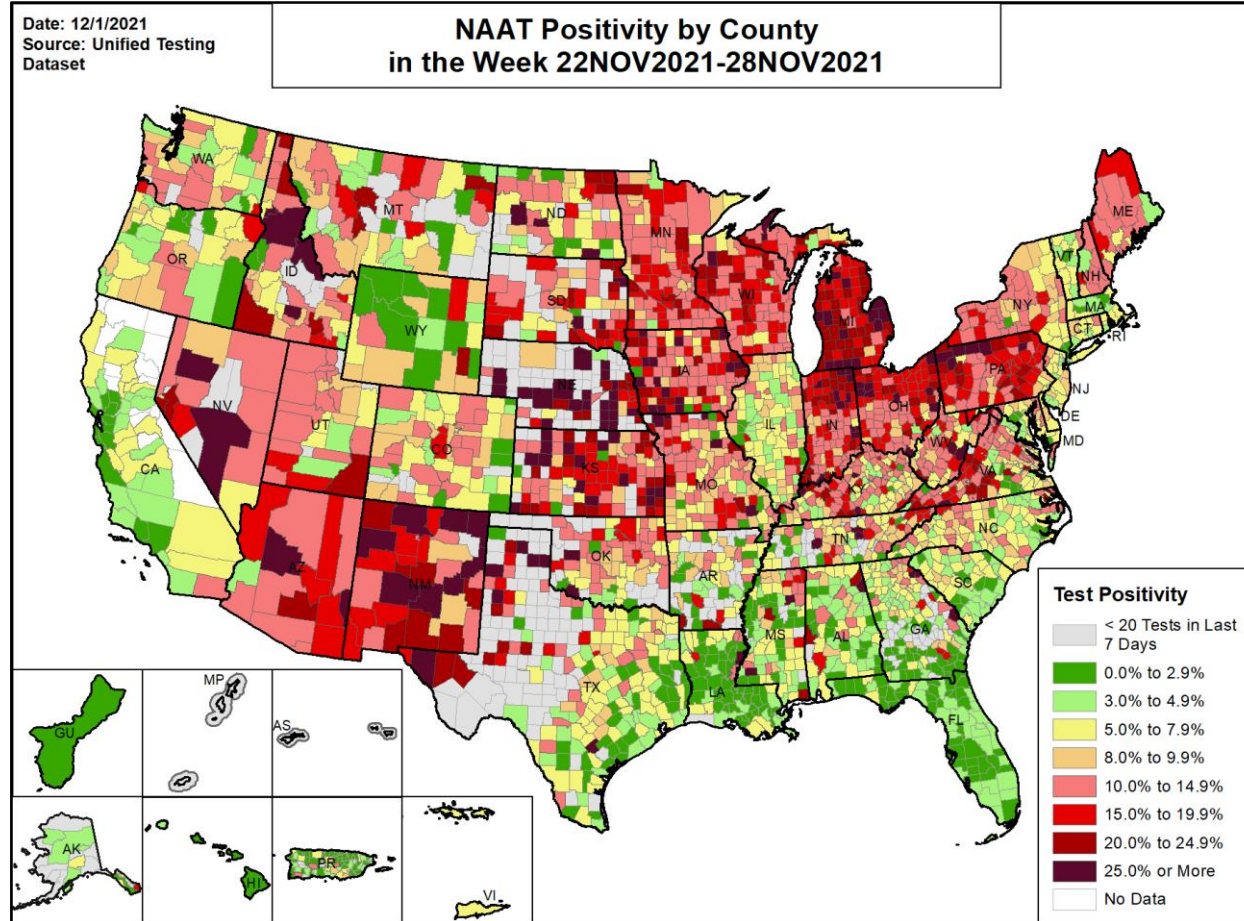 Date: 12/1/2021
Source: Unified Testing
Dataset
NAAT Positivity by County
in the Week 22NOV2021-28NOV2021
WA
MT
ND
MN
ME
OR
ID
SD
WI
MI
VT
NH
NY
MA
CT
RI
WY
NE
IA
PA
NJ
NV
UT
CO
IL
IN
OH
DE
MD
CA
KS
MO
WV
VA
KY
AZ
NM
OK
AR
TN
NC
SC
TX
LA
MS
AL
GA
FL
GU
MP
AS
AK
HI
PR
VI
Test Positivity
< 20 Tests in Last
7 Days
0.0% to 2.9%
3.0% to 4.9%
5.0% to 7.9%
8.0% to 9.9%
10.0% to 14.9%
15.0% to 19.9%
20.0% to 24.9%
25.0% or More
No Data